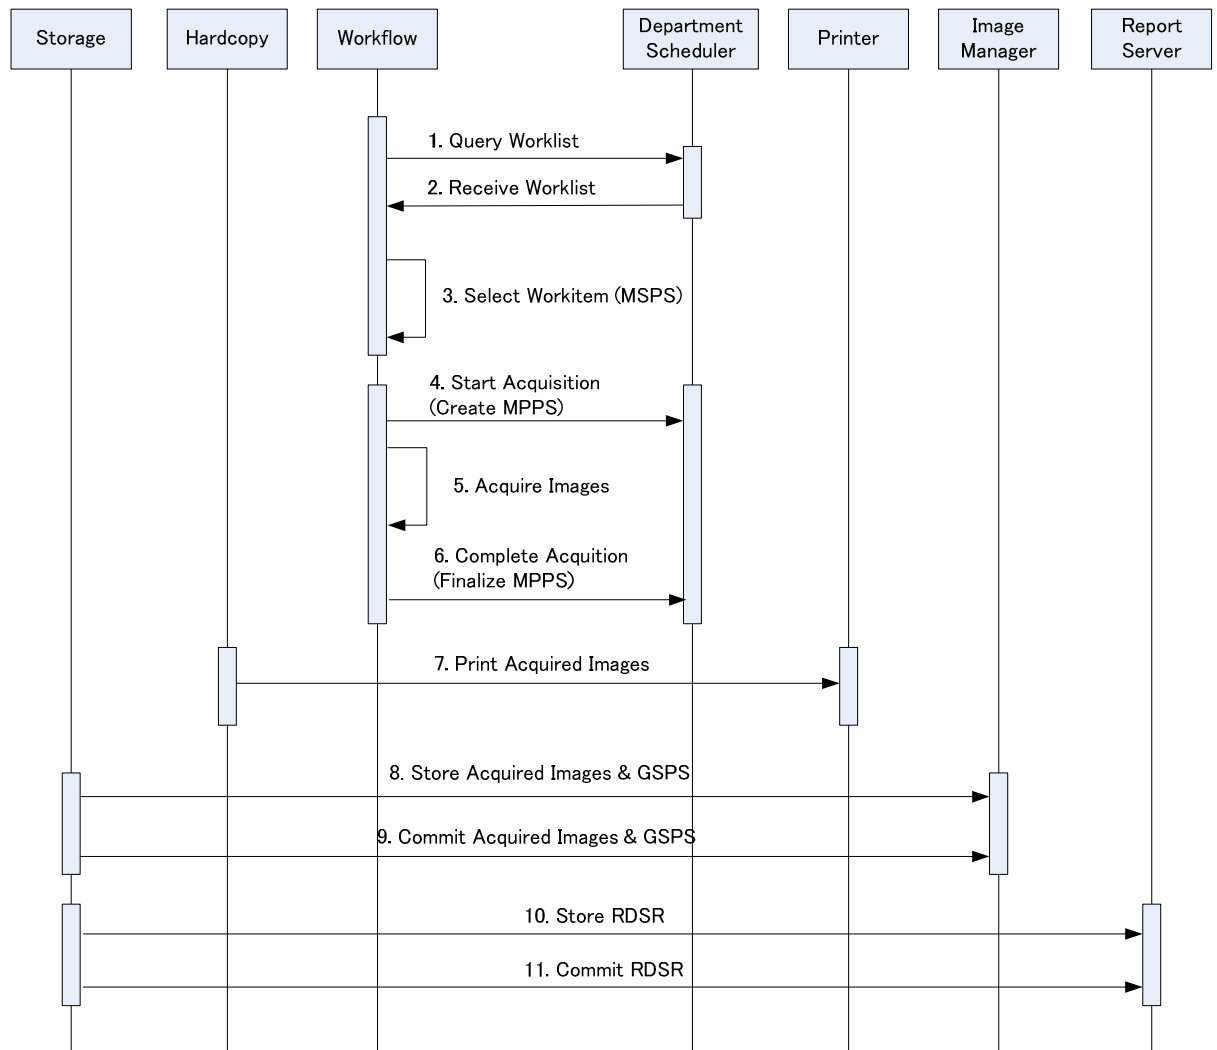 Storage
Hardcopy
Workflow
Department
Scheduler
Printer
Image
Manager
Report
Server
1. Query Worklist
2. Receive Worklist
3. Select Workitem (MSPS)
4. Start Acquisition
(Create MPPS)
5. Acquire Images
6. Complete Acquition
(Finalize MPPS)
7. Print Acquired Images
8. Store Acquired Images & GSPS
9. Commit Acquired Images & GSPS
10. Store RDSR
11. Commit RDSR